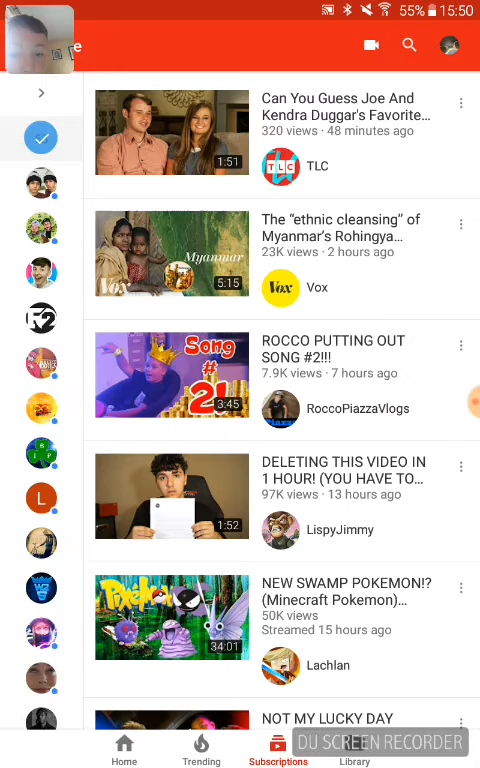 55% 15:50
e
Can You Guess Joe And
Kendra Duggar's Favorite...
320 views · 48 minutes ago
1:51
TLC
TLC
The “ethnic cleansing” of
Myanmar’s Rohingya...
23K views · 2 hours ago
Myanmar
Vox
5:15
Vox
Vox
ROCCO PUTTING OUT
SONG #2!!!
7.9K views · 7 hours ago
Song
#
2!
3:45
RoccoPiazzaVlogs
F2
DELETING THIS VIDEO IN
1 HOUR! (YOU HAVE TO...
97K views · 13 hours ago
1:52
LispyJimmy
L
NEW SWAMP POKEMON!?
(Minecraft Pokemon)...
50K views
Streamed 15 hours ago
Pixelmon
34:01
Lachlan
NOT MY LUCKY DAY
DU SCREEN RECORDER
Home
Trending
Subscriptions
Library